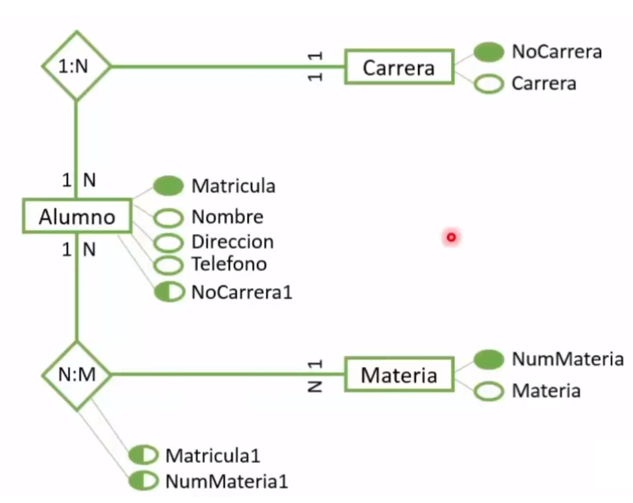 1:N
1 1
Carrera
NoCarrera
Carrera
1 N
Alumno
1 N
Matricula
Nombre
Direccion
Telefono
NoCarrera1
N:M
N 1
Materia
NumMateria
Materia
Matricula1
NumMateria1